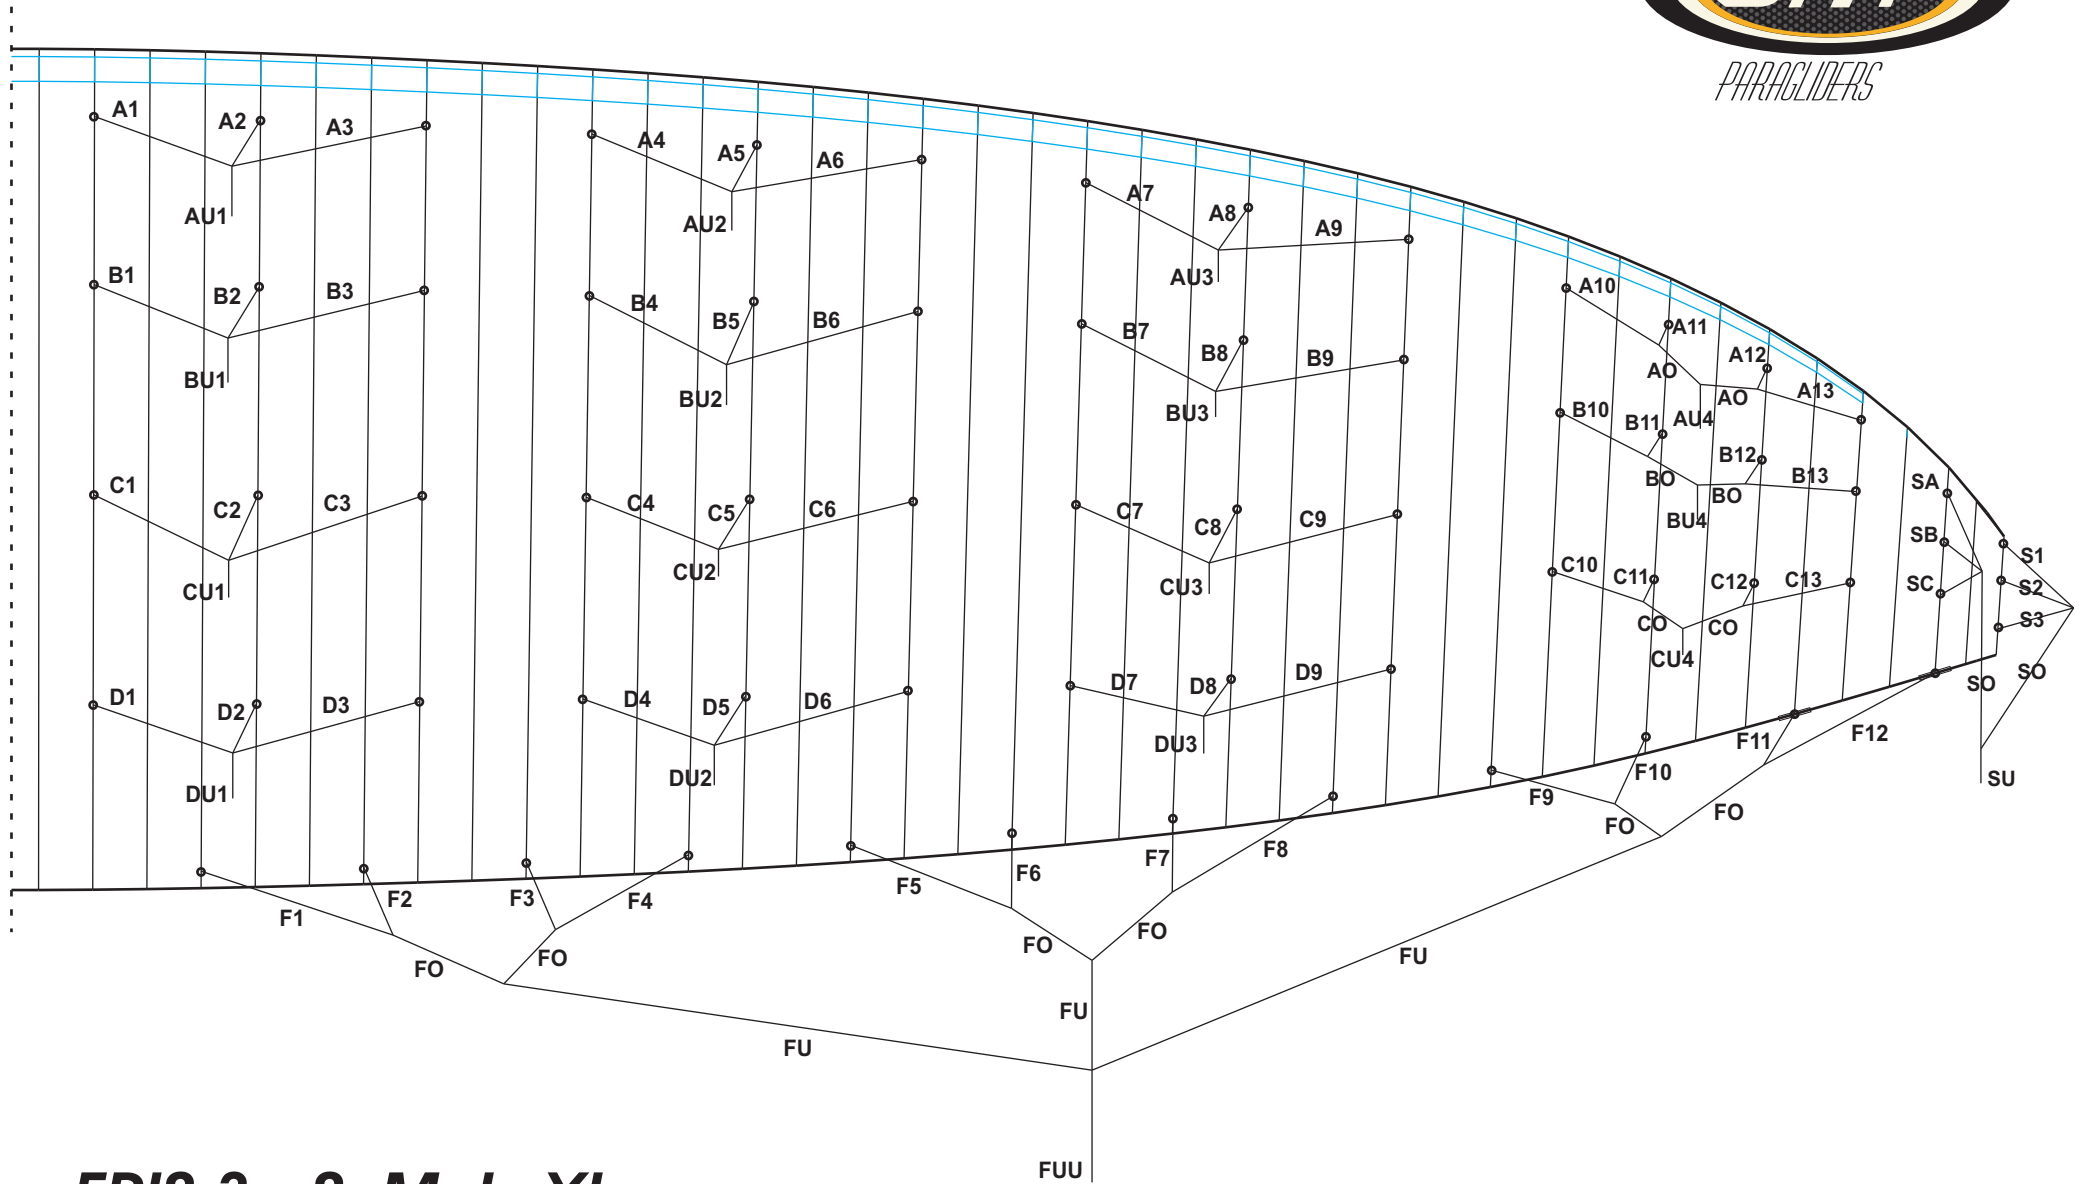 PARAGLIDERS
A1 A2 A3 A4 A5 A6
AU1 AU2
A7 A8 A9
AU3
A10 A11 A12 A13
AO AO
AU4
B1 B2 B3 B4 B5 B6
BU1 BU2
B7 B8 B9
BU3
B10 B11 B12 B13
BO BO
BU4
C1 C2 C3 C4 C5 C6
CU1 CU2
C7 C8 C9
CU3
C10 C11 C12 C13
CO CO
CU4
SA
SB
SC
S1
S2
S3
SO SO
SU
D1 D2 D3 D4 D5 D6
DU1 DU2
D7 D8 D9
DU3
F1 F2 F3 F4 F5 F6 F7 F8 F9 F10 F11 F12
FO FO FO FO FO FO
FU FU FU
FUU